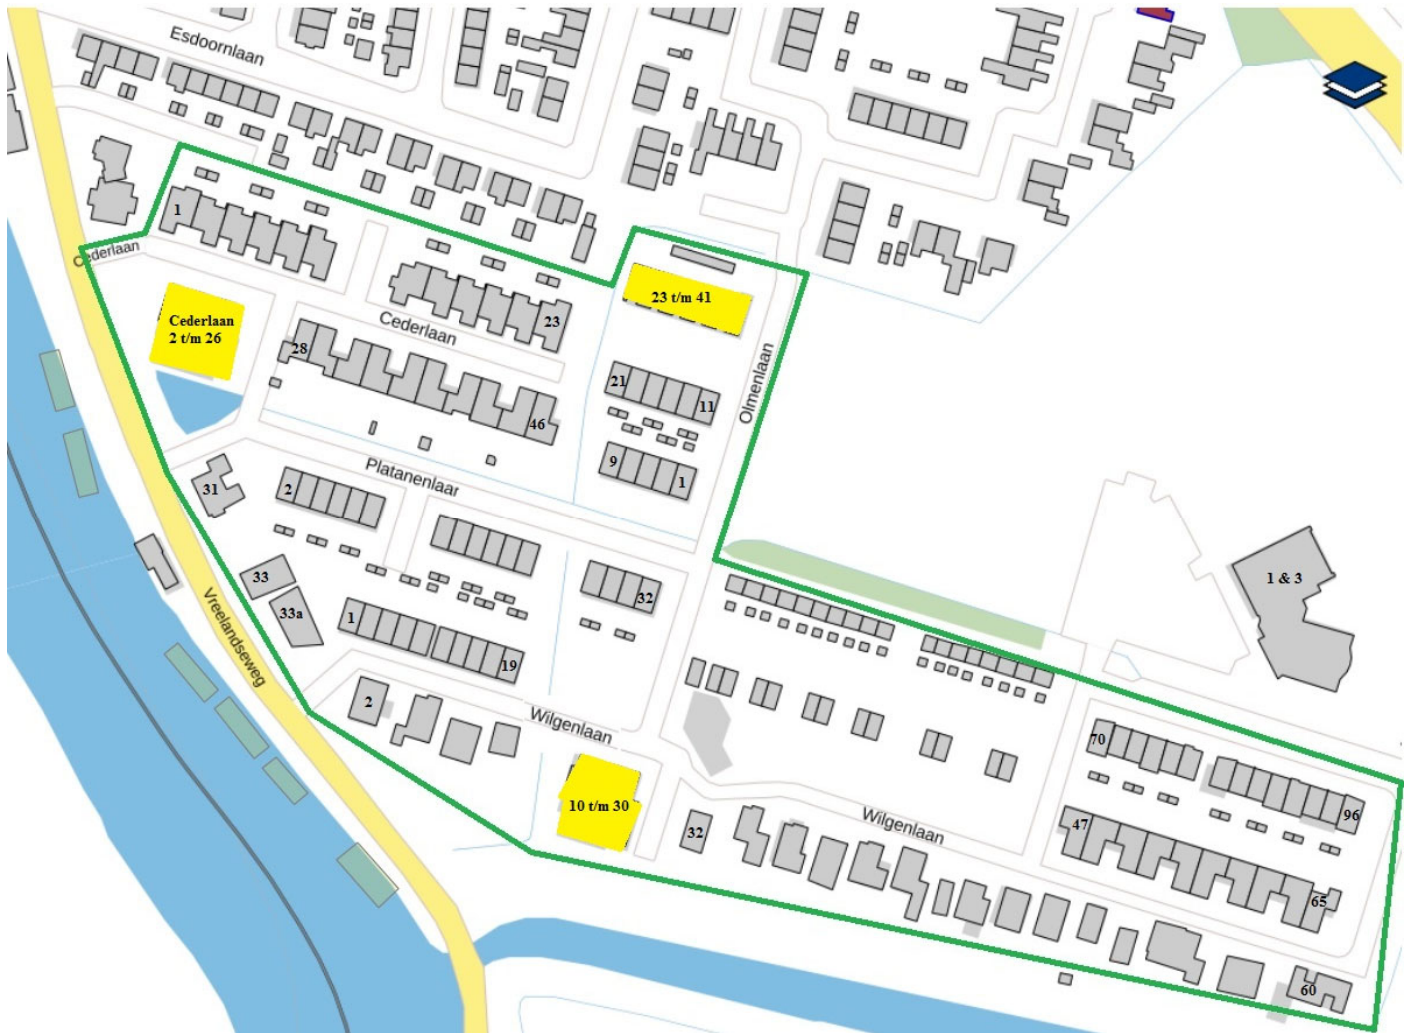 Esdoornlaan
1
Cederlaan
23 t/m 41
Cederlaan
2 t/m 26
Cederlaan
23
28
21
11
Olmenlaan
46
9
1
Platanenlaar
31
2
33
33a
32
1
1 & 3
Vreelandseweg
19
2
Wilgenlaan
70
10 t/m 30
32
Wilgenlaan
47
96
65
60